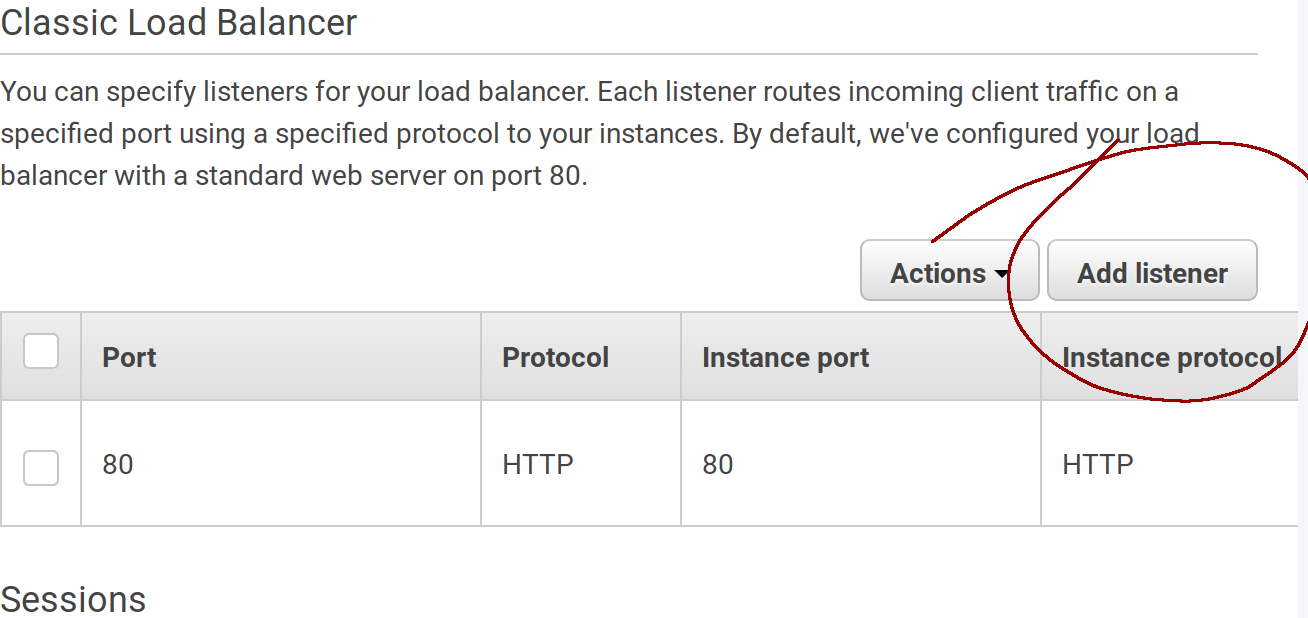 Classic Load Balancer
You can specify listeners for your load balancer. Each listener routes incoming client traffic on a
specified port using a specified protocol to your instances. By default, we've configured your load
balancer with a standard web server on port 80.
Actions Add listener
Port Protocol Instance port Instance protocol
80 HTTP 80 HTTP
Sessions